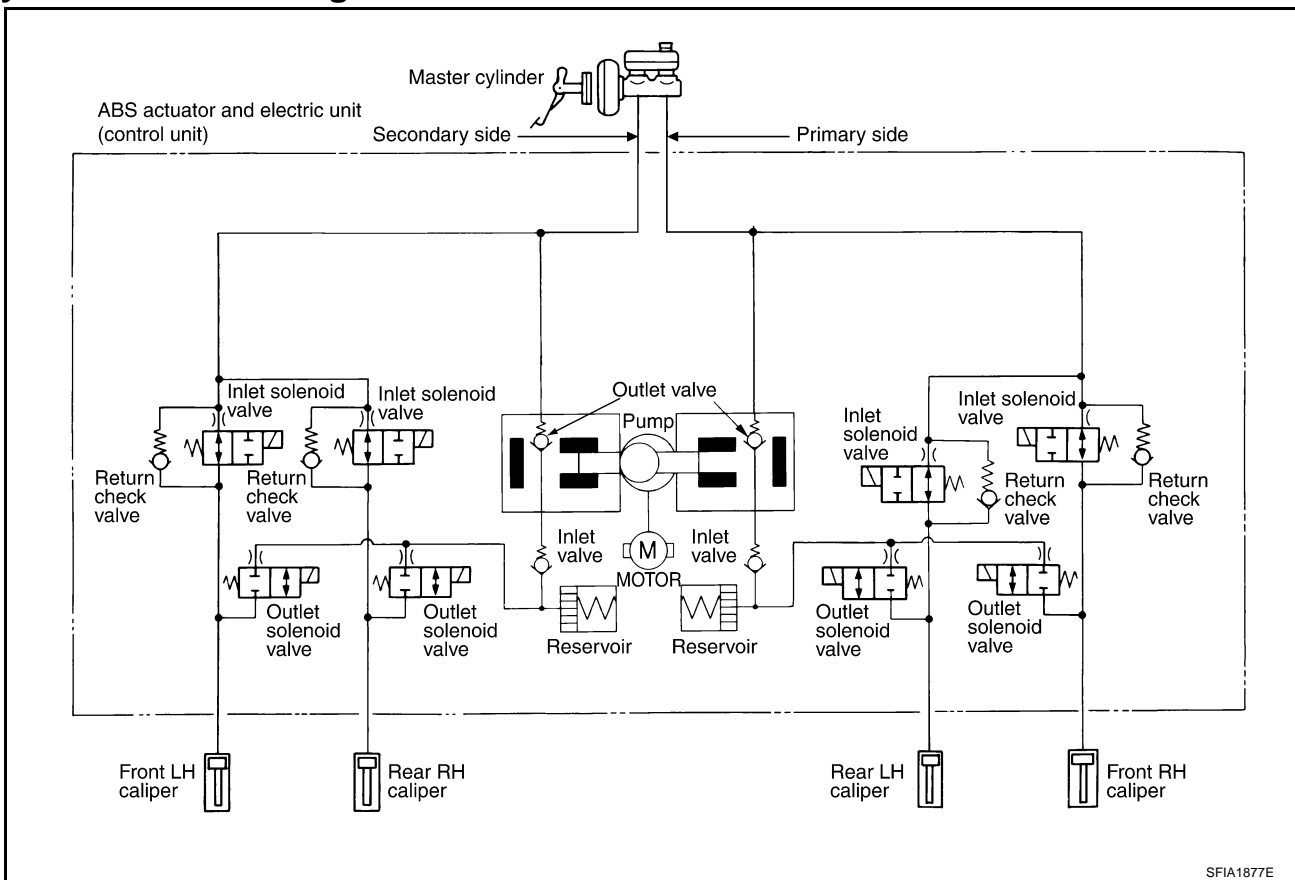 Master cylinder
ABS actuator and electric unit
(control unit)
Secondary side
Primary side
Inlet solenoid
valve
Inlet solenoid
valve
Outlet valve
Pump
Inlet
solenoid
valve
Inlet solenoid
valve
Return
check
valve
Return
check
valve
Return
check
valve
Return
check
valve
Inlet
valve
M
MOTOR
Inlet
valve
Outlet
solenoid
valve
Outlet
solenoid
valve
Reservoir
Reservoir
Outlet
solenoid
valve
Outlet
solenoid
valve
Front LH
caliper
Rear RH
caliper
Rear LH
caliper
Front RH
caliper
SFIA1877E